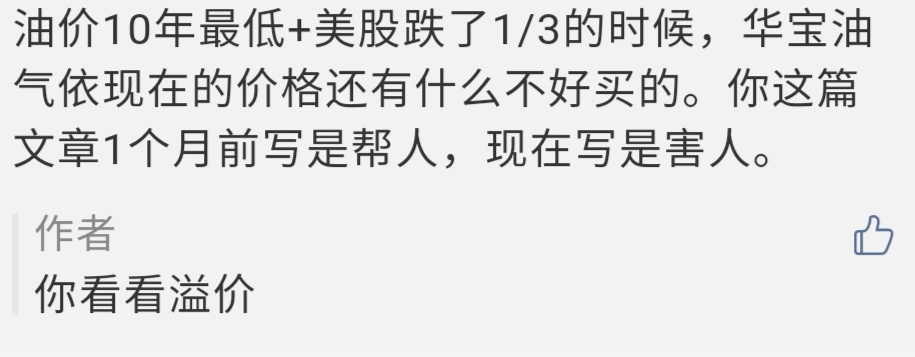 油价10年最低+美股跌了1/3的时候，华宝油
气依现在的价格还有什么不好买的。你这篇
文章1个月前写是帮人，现在写是害人。
作者
你看看溢价